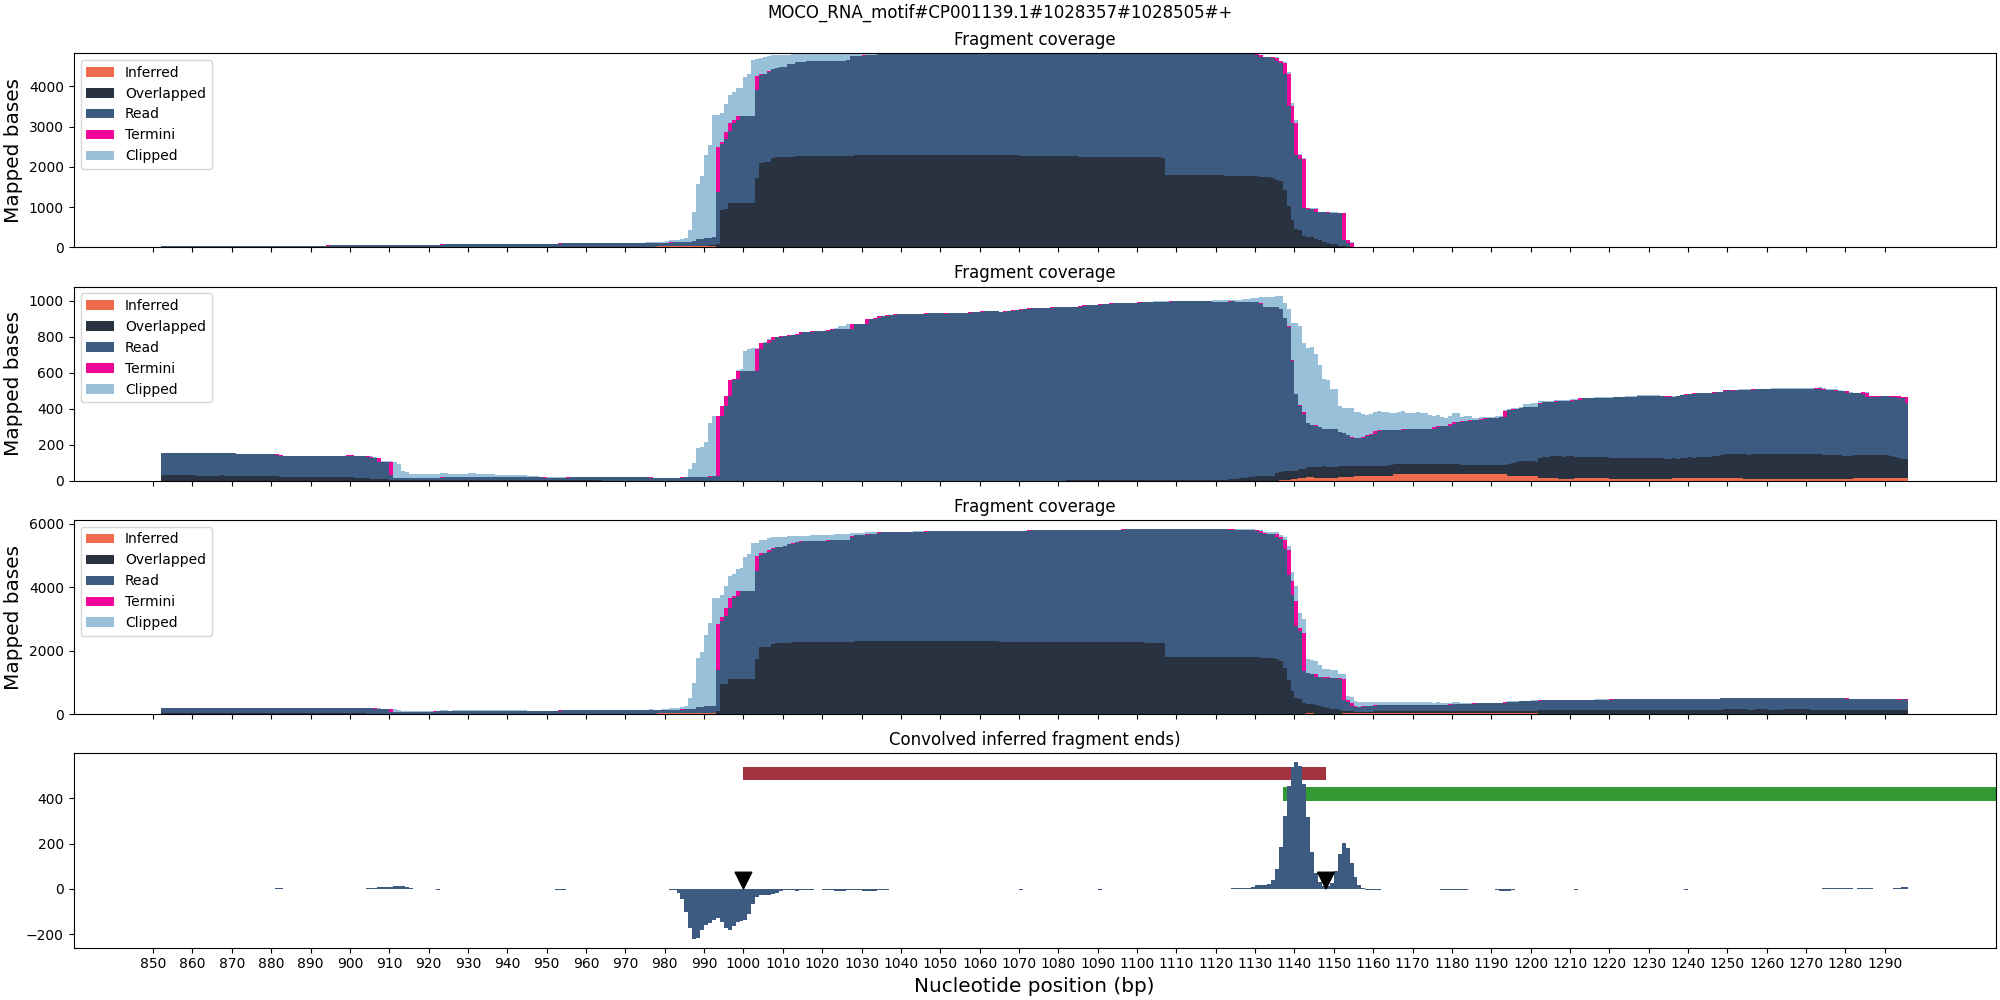 MOCO_RNA_motif#CP001139.1#1028357#1028505#+
Fragment coverage
Mapped bases
4000
3000
2000
1000
0
Inferred
Overlapped
Read
Termini
Clipped
Fragment coverage
Mapped bases
1000
800
600
400
200
0
Inferred
Overlapped
Read
Termini
Clipped
Fragment coverage
Mapped bases
6000
4000
2000
0
Inferred
Overlapped
Read
Termini
Clipped
Convolved inferred fragment ends)
400
200
0
−200
850 860 870 880 890 900 910 920 930 940 950 960 970 980 990 1000 1010 1020 1030 1040 1050 1060 1070 1080 1090 1100 1110 1120 1130 1140 1150 1160 1170 1180 1190 1200 1210 1220 1230 1240 1250 1260 1270 1280 1290
Nucleotide position (bp)